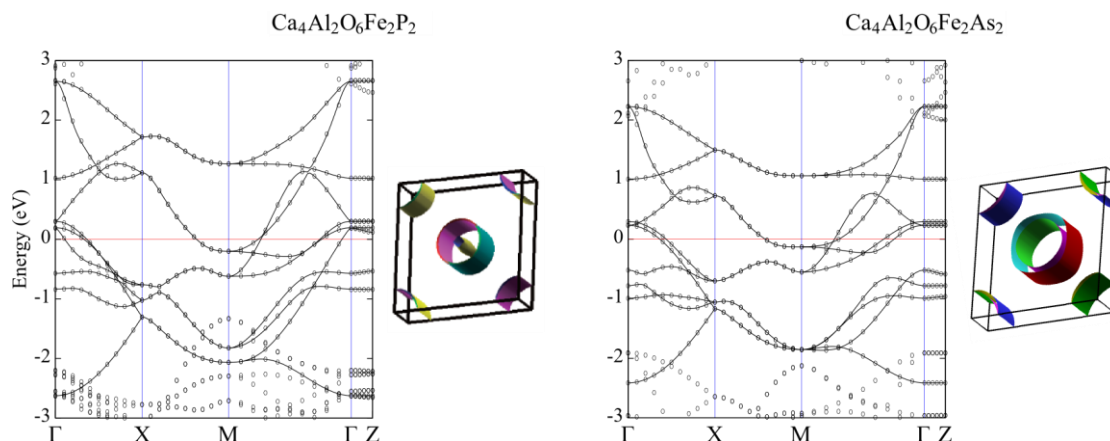 Ca₄Al₂O₆Fe₂P₂
Energy (eV)
3
2
1
0
-1
-2
-3
Γ X M Γ Z
Ca₄Al₂O₆Fe₂As₂
3
2
1
0
-1
-2
-3
Γ X M Γ Z